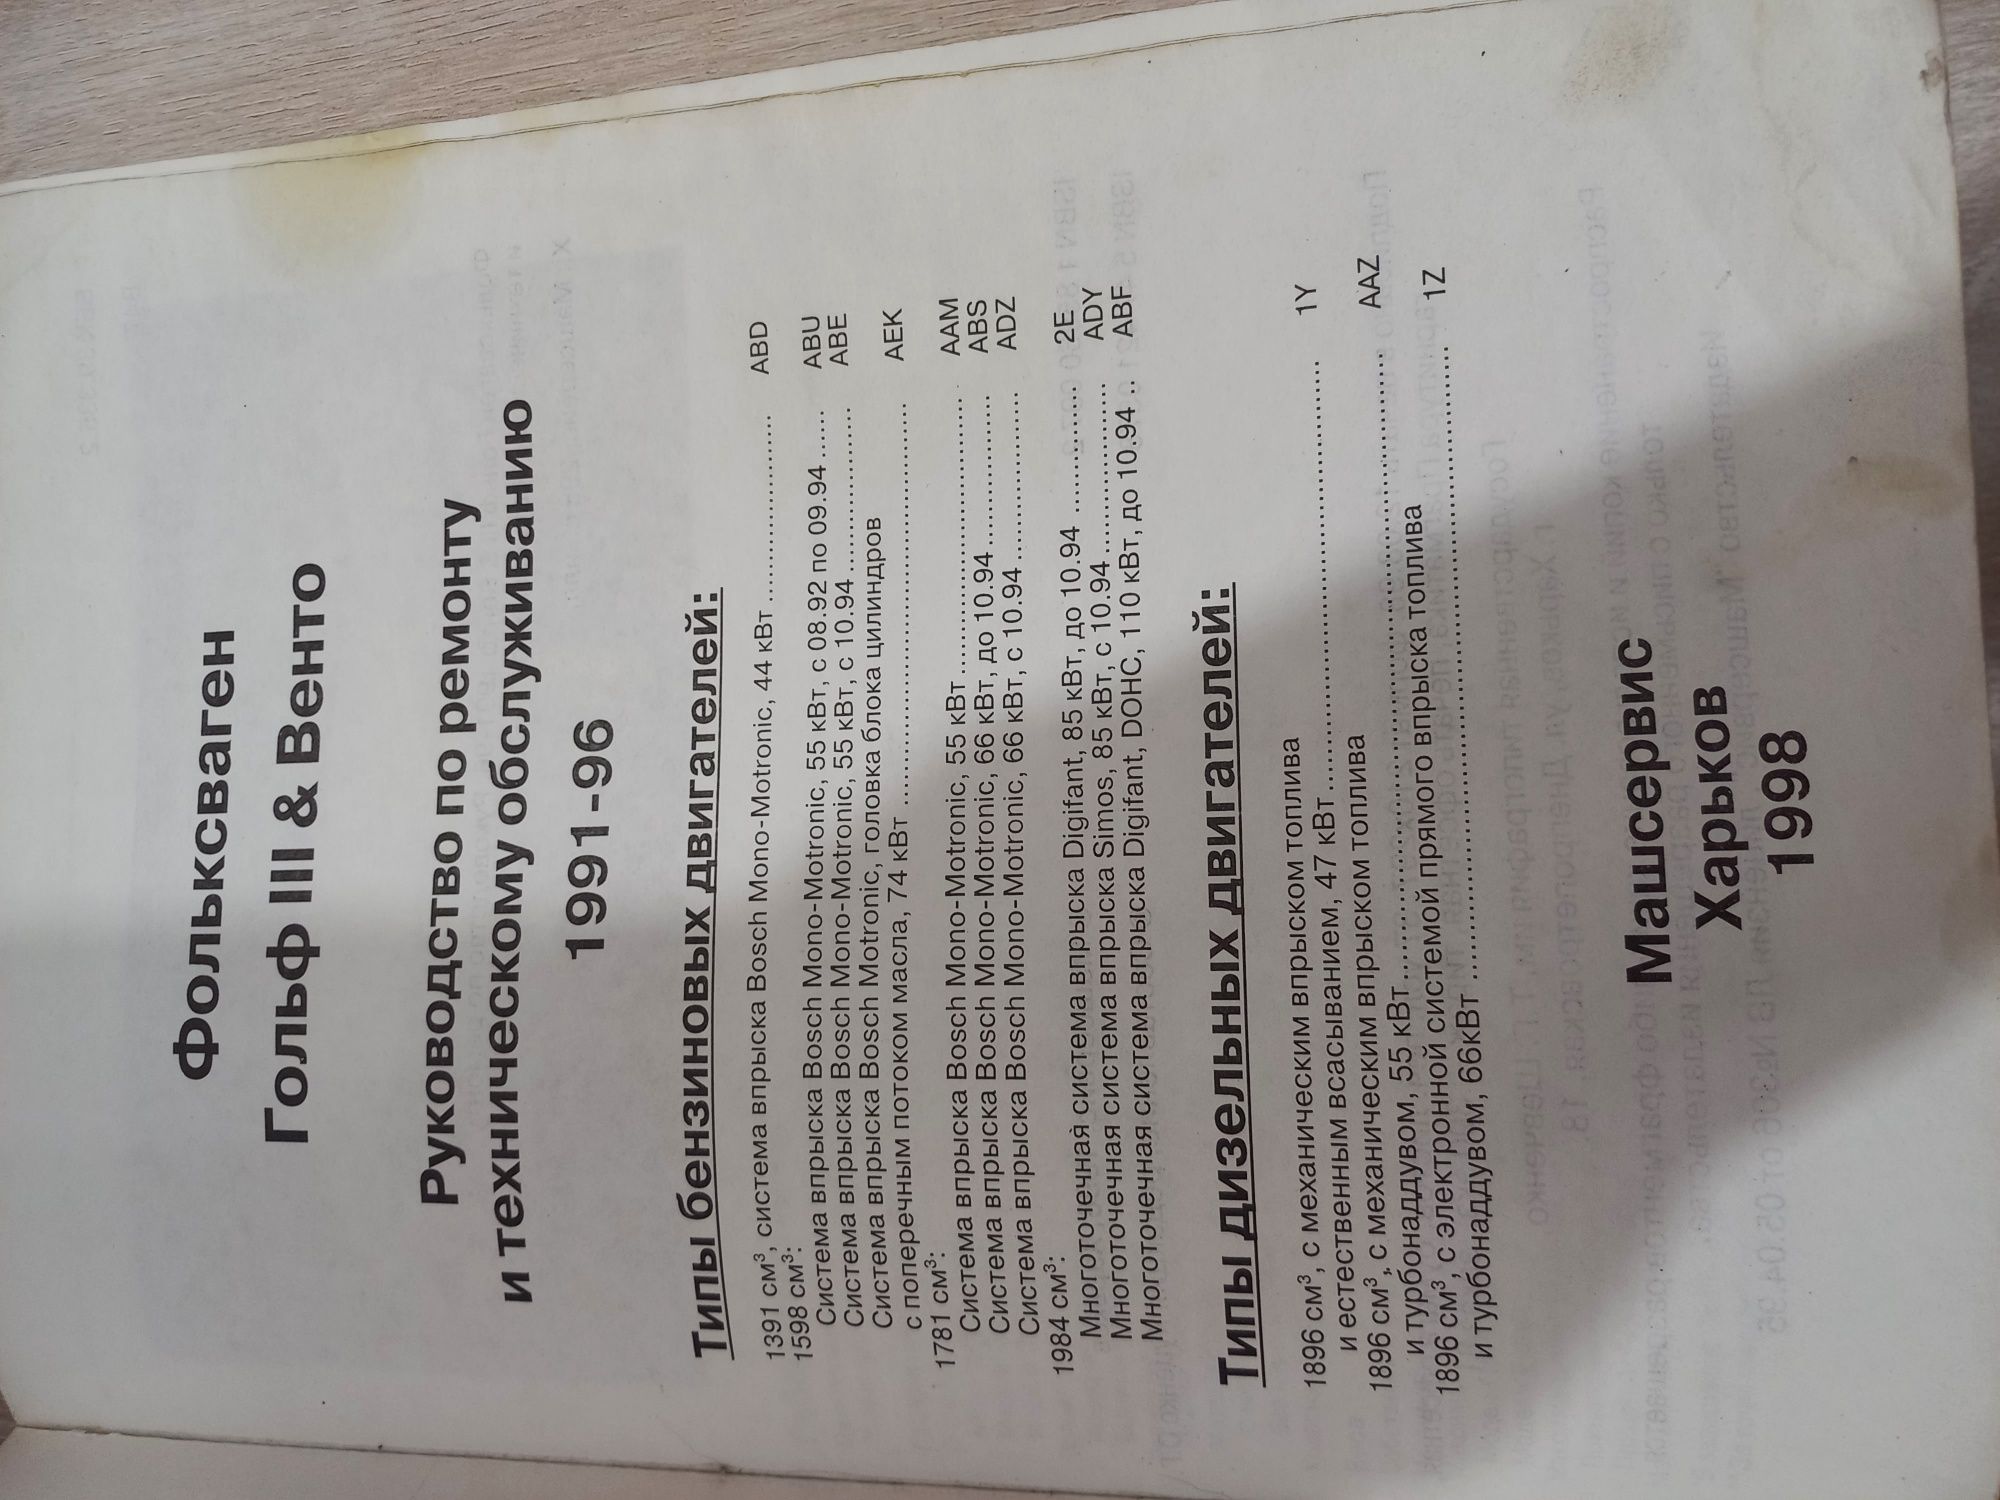 Фольксваген
Гольф III & Венто
Руководство по ремонту
и техническому обслуживанию
1991-96
Типы бензиновых двигателей:
1391 см³, система впрыска Bosch Mono-Motronic, 44 кВт ................... ABD
1598 см³:
Система впрыска Bosch Mono-Motronic, 55 кВт, с 08.92 по 09.94 ..... ABU
Система впрыска Bosch Mono-Motronic, 55 кВт, с 10.94 .................. ABE
Система впрыска Bosch Motronic, головка блока цилиндров
с поперечным потоком масла, 74 кВт ........................................... AEK
1781 см³:
Система впрыска Bosch Mono-Motronic, 55 кВт .............................. AAM
Система впрыска Bosch Mono-Motronic, 66 кВт, до 10.94 ................ ABS
Система впрыска Bosch Mono-Motronic, 66 кВт, с 10.94 .................. ADZ
1984 см³:
Многоточечная система впрыска Digifant, 85 кВт, до 10.94 ............. 2E
Многоточечная система впрыска Simos, 85 кВт, с 10.94 .................. ADY
Многоточечная система впрыска Digifant, DOHC, 110 кВт, до 10.94 .. ABF
Типы дизельных двигателей:
1896 см³, с механическим впрыском топлива
и естественным всасыванием, 47 кВт ............................................ 1Y
1896 см³, с механическим впрыском топлива
и турбонаддувом, 55 кВт ............................................................. AAZ
1896 см³, с электронной системой прямого впрыска топлива
и турбонаддувом, 66кВт .............................................................. 1Z
Машсервис
Харьков
1998